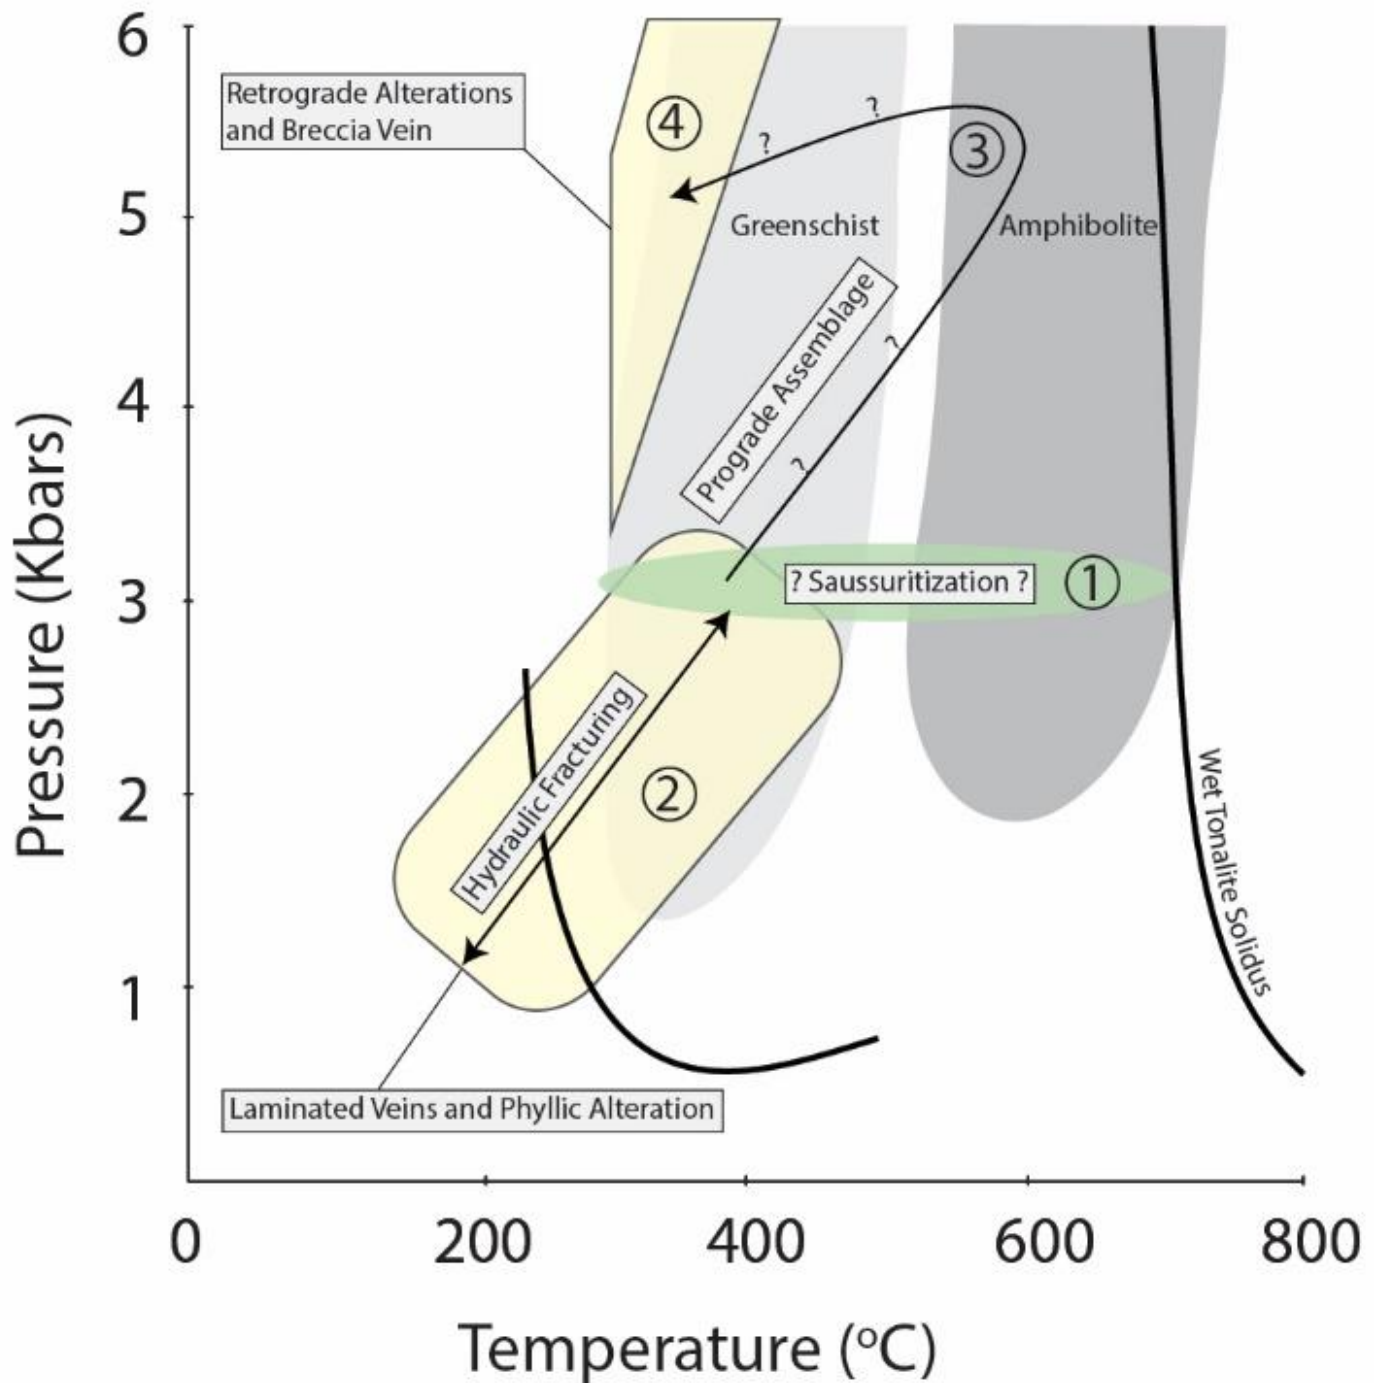 6
Retrograde Alterations
and Breccia Vein
④
?
?
③
5
Greenschist
Amphibolite
Prograde Assemblage
?
4
?
3
? Saussuritization ?
①
Hydraulic Fracturing
2
②
Wet Tonalite Solidus
1
Laminated Veins and Phyllic Alteration
Pressure (Kbars)
0 200 400 600 800
Temperature (ºC)